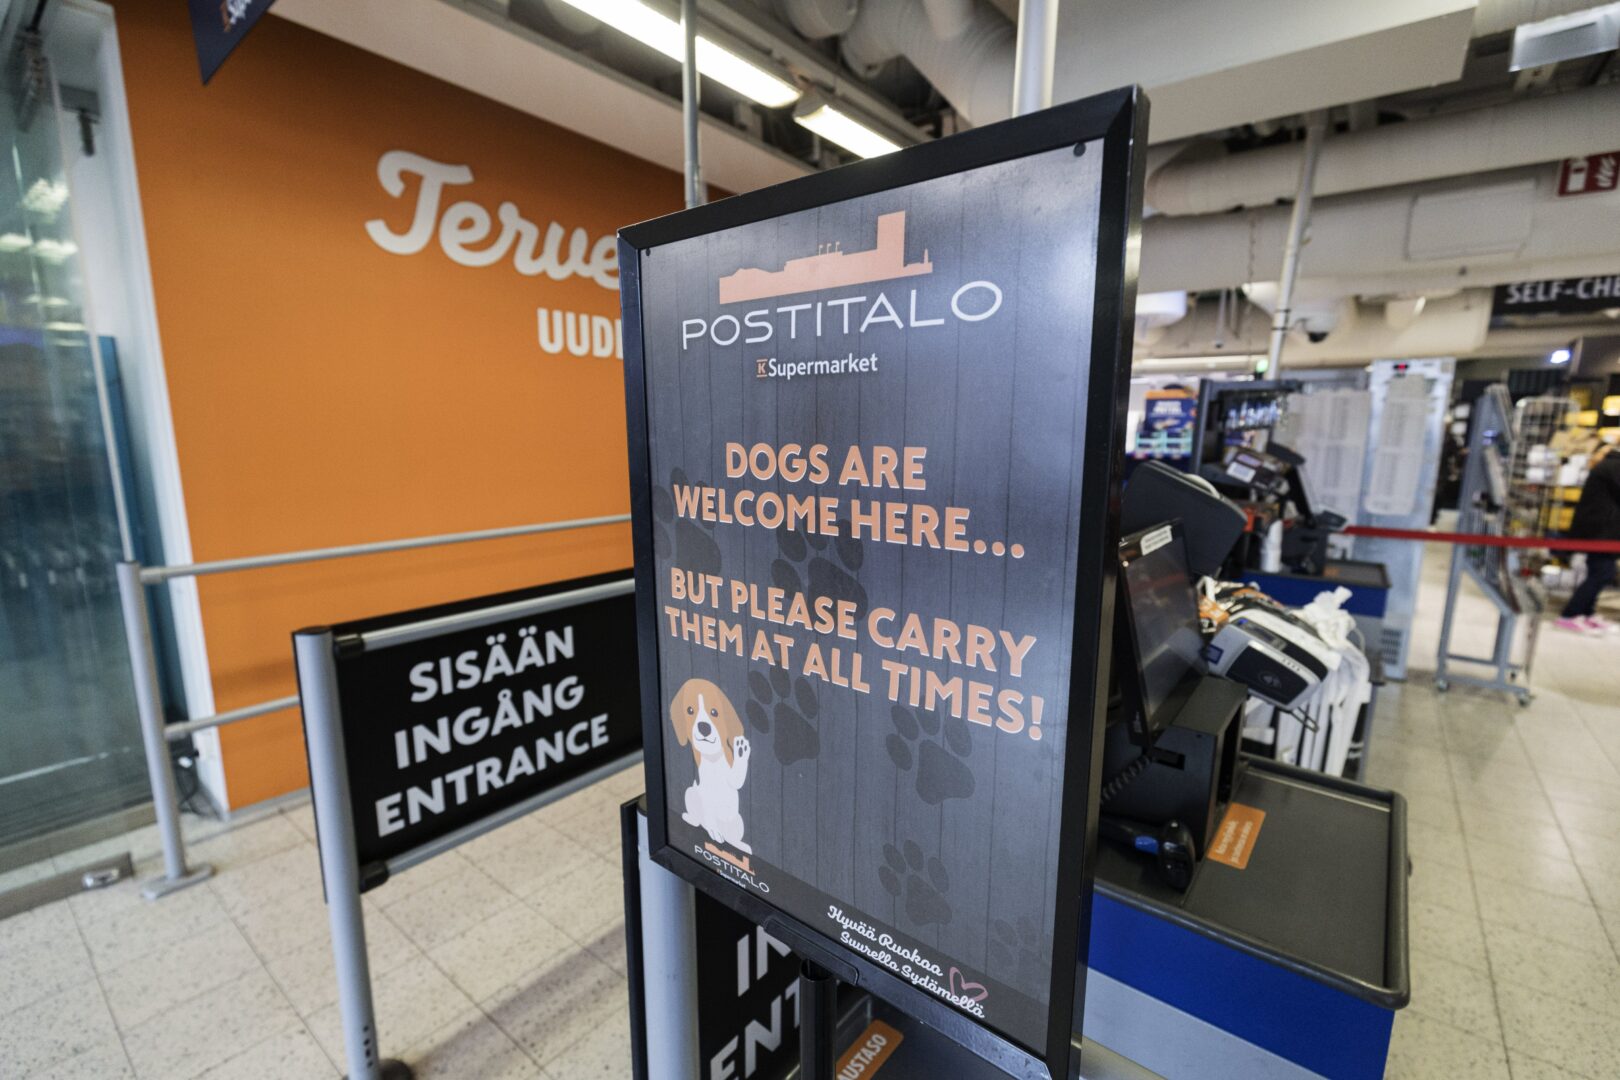 Terve
POSTITALO
K Supermarket
DOGS ARE
WELCOME HERE...
BUT PLEASE CARRY
THEM AT ALL TIMES!
POSTITALO
Hyvää Ruokaa
Suurella Sydämellä
SISÄÄN
INGÅNG
ENTRANCE
SELF-CHE